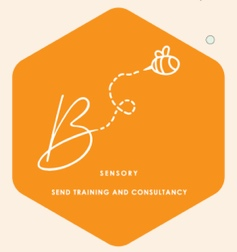 B
SENSORY
SEND TRAINING AND CONSULTANCY